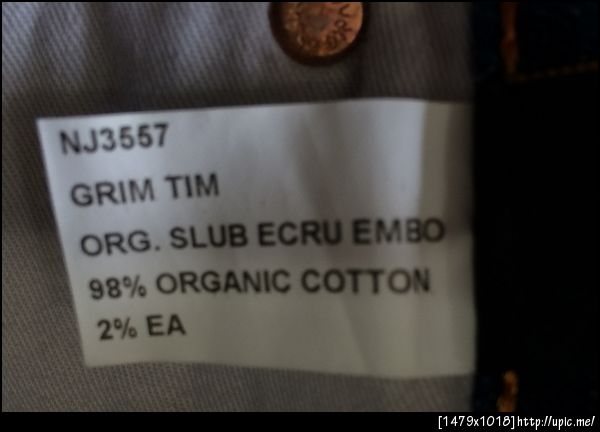 NJ3557
GRIM TIM
ORG. SLUB ECRU EMBO
98% ORGANIC COTTON
2% EA
[1479x1018]http://upic.me/